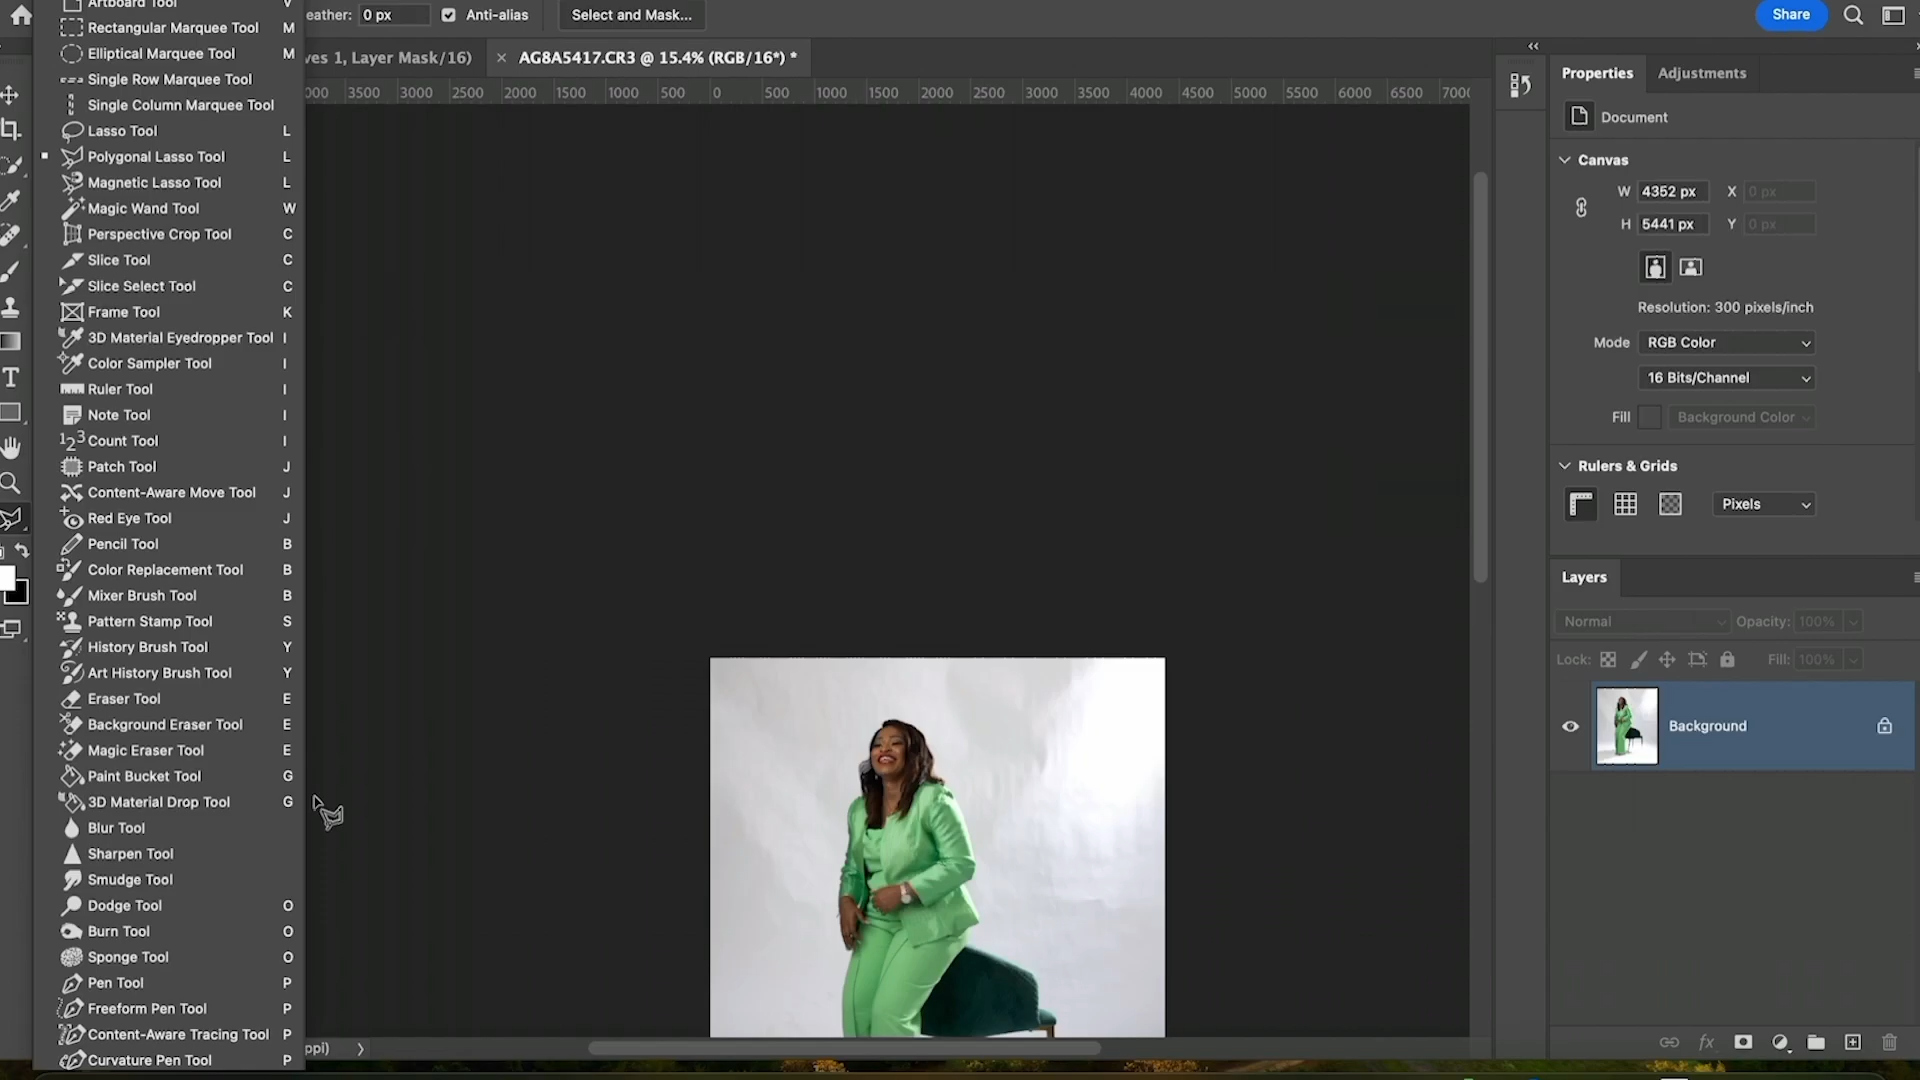 Artboard Tool V
Rectangular Marquee Tool M
Elliptical Marquee Tool M
Single Row Marquee Tool
Single Column Marquee Tool
Lasso Tool L
Polygonal Lasso Tool L
Magnetic Lasso Tool L
Magic Wand Tool W
Perspective Crop Tool C
Slice Tool C
Slice Select Tool C
Frame Tool K
3D Material Eyedropper Tool I
Color Sampler Tool I
Ruler Tool I
Note Tool I
Count Tool I
Patch Tool J
Content-Aware Move Tool J
Red Eye Tool J
Pencil Tool B
Color Replacement Tool B
Mixer Brush Tool B
Pattern Stamp Tool S
History Brush Tool Y
Art History Brush Tool Y
Eraser Tool E
Background Eraser Tool E
Magic Eraser Tool E
Paint Bucket Tool G
3D Material Drop Tool G
Blur Tool
Sharpen Tool
Smudge Tool
Dodge Tool O
Burn Tool O
Sponge Tool O
Pen Tool P
Freeform Pen Tool P
Content-Aware Tracing Tool P
Curvature Pen Tool P
eather: 0 px Anti-alias Select and Mask...
Share
ves 1, Layer Mask/16) × AG8A5417.CR3 @ 15.4% (RGB/16*) *
000 3500 3000 2500 2000 1500 1000 500 0 500 1000 1500 2000 2500 3000 3500 4000 4500 5000 5500 6000 6500 7000
ppi)
Properties Adjustments
Document
Canvas
W 4352 px X 0 px
H 5441 px Y 0 px
Resolution: 300 pixels/inch
Mode RGB Color
16 Bits/Channel
Fill Background Color
Rulers & Grids
Pixels
Layers
Normal Opacity: 100%
Lock: Fill: 100%
Background
fx